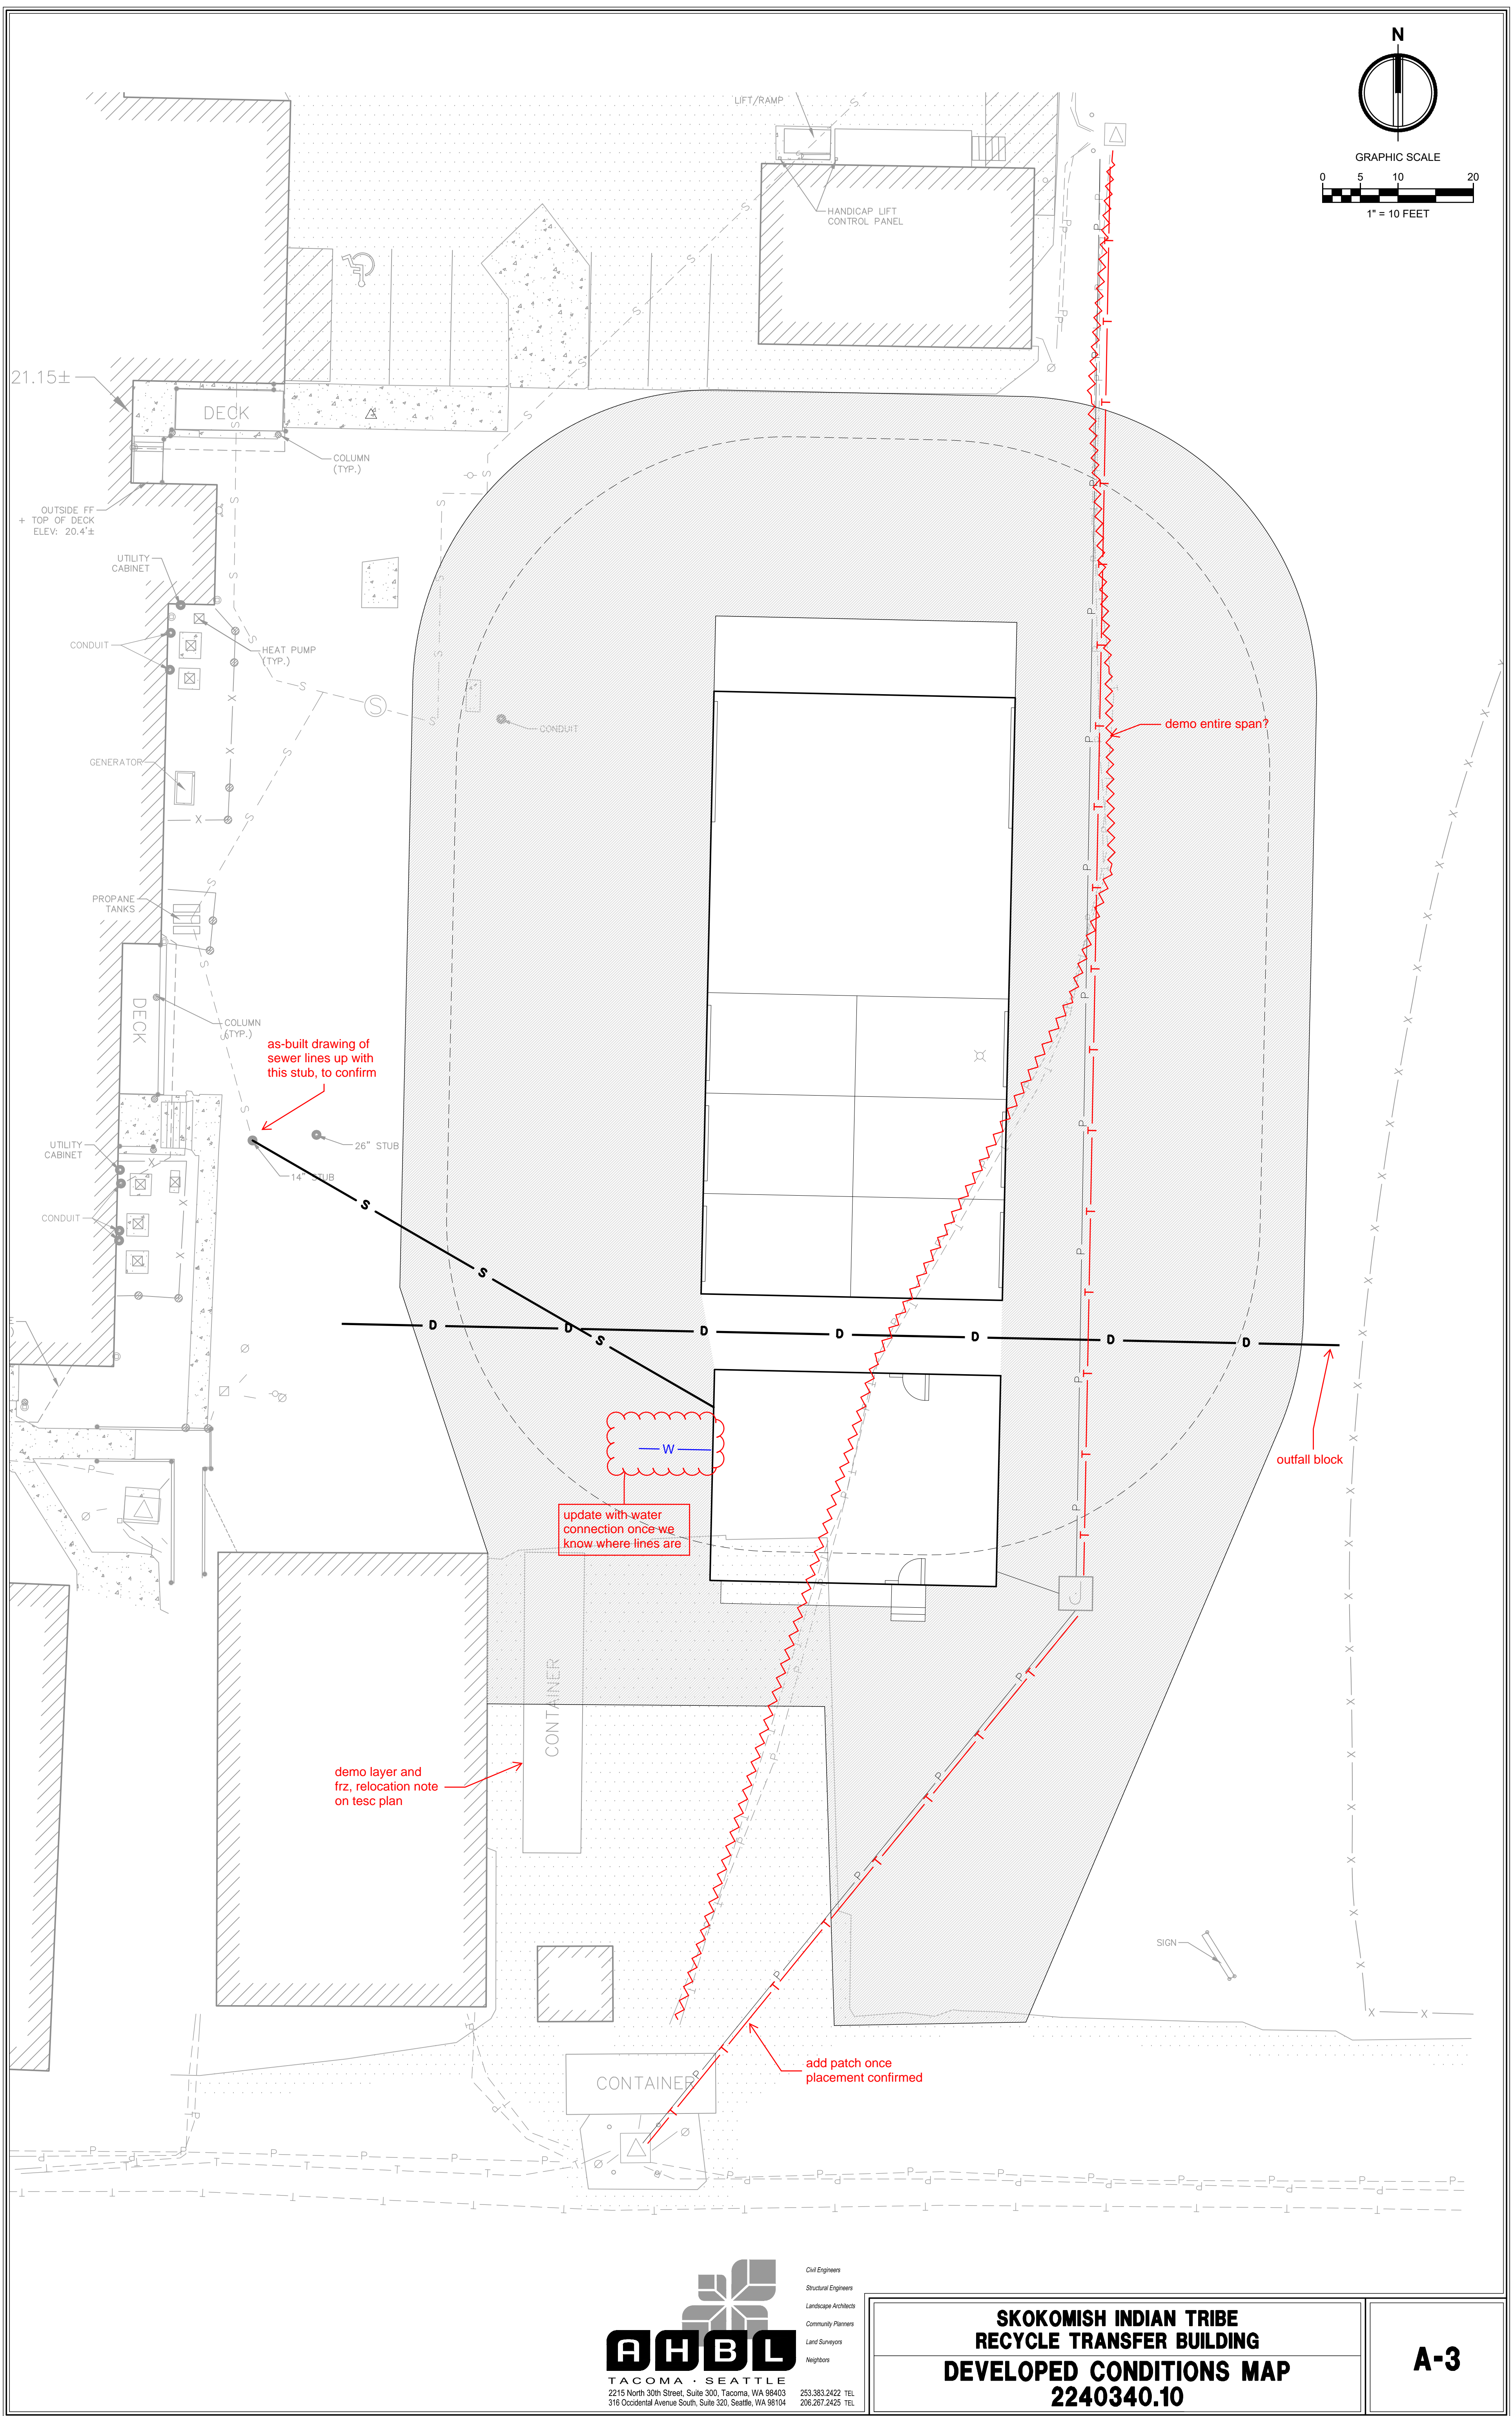 N
GRAPHIC SCALE
0 5 10 20
1" = 10 FEET
LIFT/RAMP
HANDICAP LIFT
CONTROL PANEL
21.15±
DECK
COLUMN
(TYP.)
OUTSIDE FF
+ TOP OF DECK
ELEV: 20.4'±
UTILITY
CABINET
CONDUIT
HEAT PUMP
(TYP.)
CONDUIT
demo entire span?
GENERATOR
PROPANE
TANKS
DECK
COLUMN
(TYP.)
as-built drawing of
sewer lines up with
this stub, to confirm
26" STUB
14" STUB
UTILITY
CABINET
CONDUIT
S
S
S
D D D D D D D
W
outfall block
update with water
connection once we
know where lines are
CONTAINER
demo layer and
frz, relocation note
on tesc plan
SIGN
add patch once
placement confirmed
CONTAINER
AHBL
TACOMA · SEATTLE
2215 North 30th Street, Suite 300, Tacoma, WA 98403 253.383.2422 TEL
316 Occidental Avenue South, Suite 320, Seattle, WA 98104 206.267.2425 TEL
Civil Engineers
Structural Engineers
Landscape Architects
Community Planners
Land Surveyors
Neighbors
SKOKOMISH INDIAN TRIBE
RECYCLE TRANSFER BUILDING
DEVELOPED CONDITIONS MAP
2240340.10
A-3